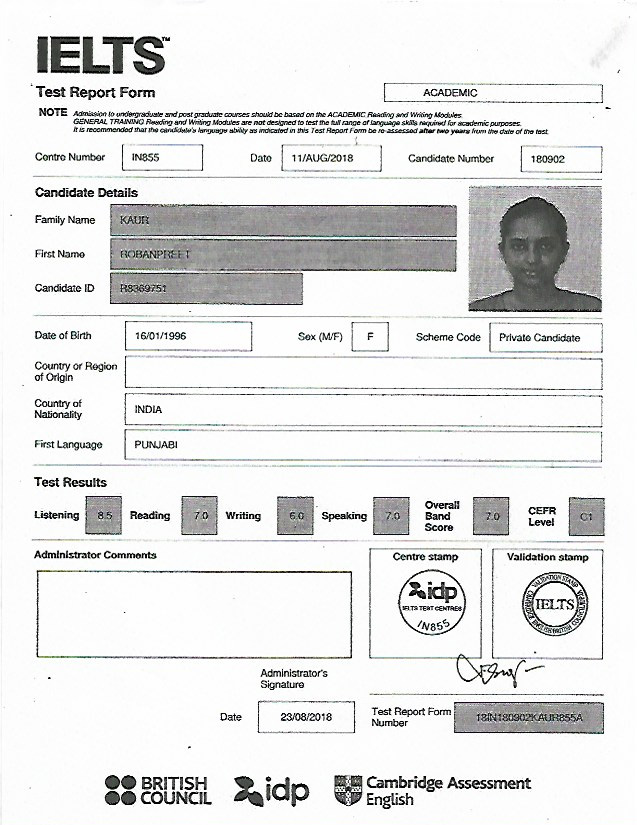 IELTS™
Test Report Form
ACADEMIC
NOTE Admission to undergraduate and post graduate courses should be based on the ACADEMIC Reading and Writing Modules.
GENERAL TRAINING Reading and Writing Modules are not designed to test the full range of language skills required for academic purposes.
It is recommended that the candidate's language ability as indicated in this Test Report Form be re-assessed after two years from the date of the test.
Centre Number IN855 Date 11/AUG/2018 Candidate Number 180902
Candidate Details
Family Name KAUR
First Name ROBANPREET
Candidate ID R8369751
Date of Birth 16/01/1996 Sex (M/F) F Scheme Code Private Candidate
Country or Region
of Origin
Country of
Nationality INDIA
First Language PUNJABI
Test Results
Listening 8.5 Reading 7.0 Writing 6.0 Speaking 7.0 Overall Band Score 7.0 CEFR Level C1
Administrator Comments
Centre stamp
Validation stamp
idp
IELTS TEST CENTRES
IN855
VALIDATION STAMP
IELTS
Administrator's
Signature
Date 23/08/2018
Test Report Form
Number 18IN180902KAUR855A
BRITISH
COUNCIL
idp
Cambridge Assessment
English